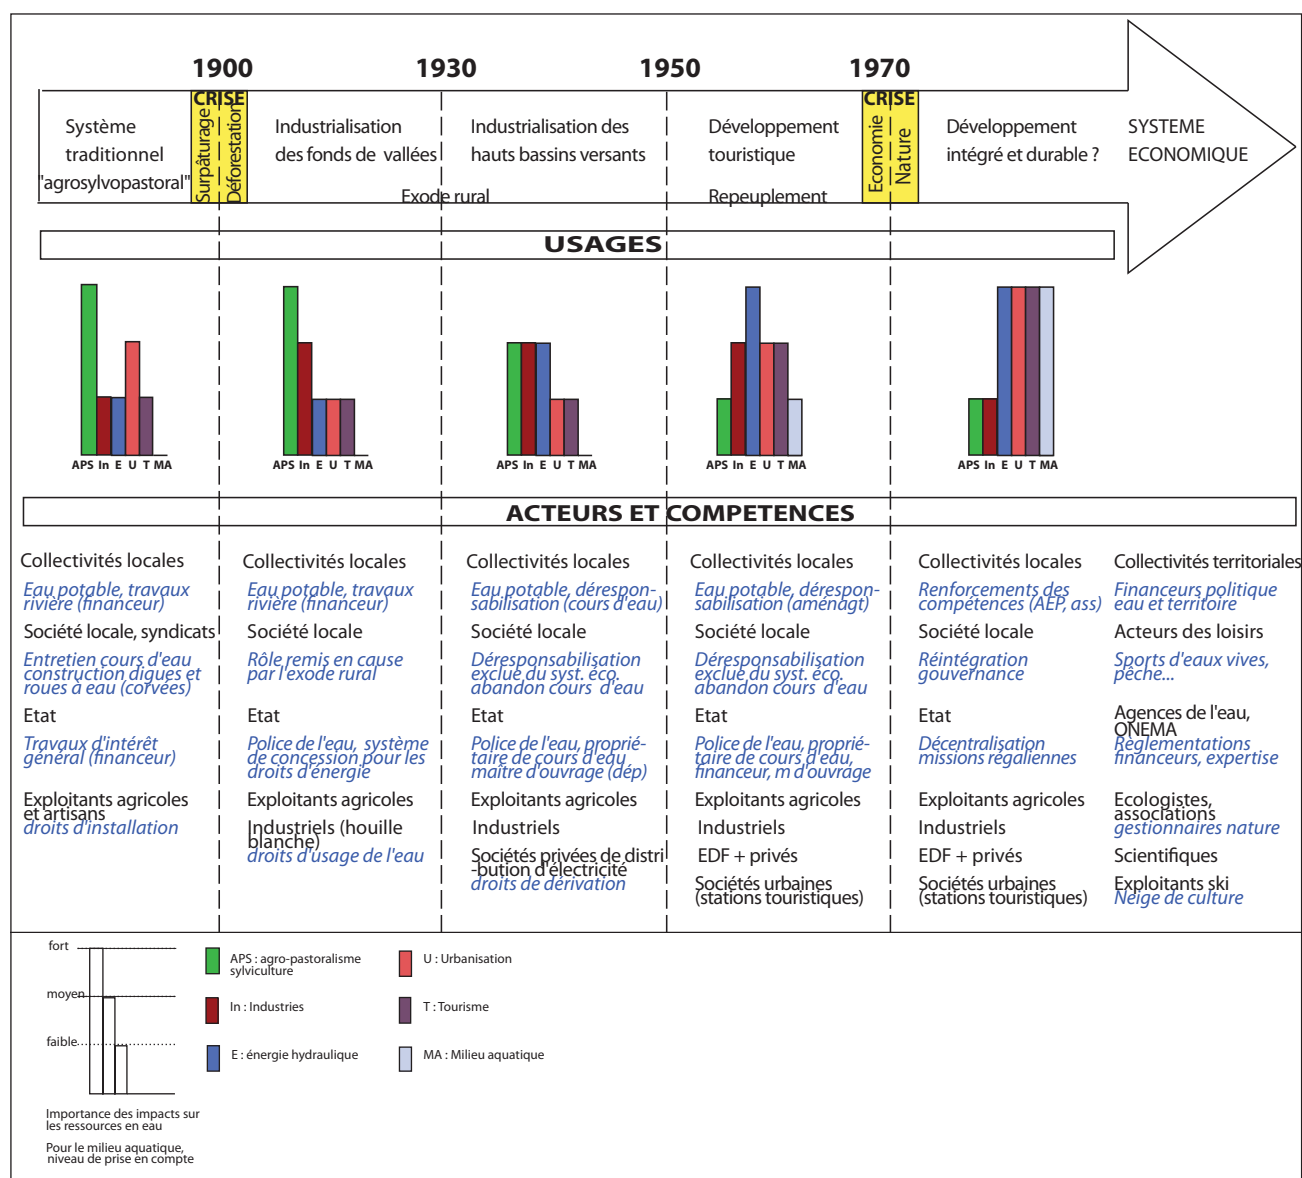 1900
1930
1950
1970
CRISE
Surpâturage
Déforestation
CRISE
Economie
Nature
Système
traditionnel
"agrosylvopastoral"
Industrialisation
des fonds de vallées
Industrialisation des
hauts bassins versants
Exode rural
Développement
touristique
Repeuplement
Développement
intégré et durable ?
SYSTEME
ECONOMIQUE
USAGES
APS In E U T MA
APS In E U T MA
APS In E U T MA
APS In E U T MA
APS In E U T MA
ACTEURS ET COMPETENCES
Collectivités locales
Eau potable, travaux
rivière (financeur)
Société locale, syndicats
Entretien cours d'eau
construction digues et
roues à eau (corvées)
Etat
Travaux d'intérêt
général (financeur)
Exploitants agricoles
et artisans
droits d'installation
Collectivités locales
Eau potable, travaux
rivière (financeur)
Société locale
Rôle remis en cause
par l'exode rural
Etat
Police de l'eau, système
de concession pour les
droits d'énergie
Exploitants agricoles
Industriels (houille
blanche)
droits d'usage de l'eau
Collectivités locales
Eau potable, dérespon-
sabilisation (cours d'eau)
Société locale
Déresponsabilisation
exclue du syst. éco.
abandon cours d'eau
Etat
Police de l'eau, proprié-
taire de cours d'eau
maître d'ouvrage (dép)
Exploitants agricoles
Industriels
Sociétés privées de distri
-bution d'électricité
droits de dérivation
Collectivités locales
Eau potable, dérespon-
sabilisation (aménagt)
Société locale
Déresponsabilisation
exclue du syst. éco.
abandon cours d'eau
Etat
Police de l'eau, proprié-
taire de cours d'eau,
financeur, m d'ouvrage
Exploitants agricoles
Industriels
EDF + privés
Sociétés urbaines
(stations touristiques)
Collectivités locales
Renforcements des
compétences (AEP, ass)
Société locale
Réintégration
gouvernance
Etat
Décentralisation
missions régaliennes
Exploitants agricoles
Industriels
EDF + privés
Sociétés urbaines
(stations touristiques)
Collectivités territoriales
Financeurs politique
eau et territoire
Acteurs des loisirs
Sports d'eaux vives,
pêche...
Agences de l'eau,
ONEMA
Règlementations
financeurs, expertise
Ecologistes,
associations
gestionnaires nature
Scientifiques
Exploitants ski
Neige de culture
fort
moyen
faible
Importance des impacts sur
les ressources en eau
Pour le milieu aquatique,
niveau de prise en compte
APS : agro-pastoralisme
sylviculture
In : Industries
E : énergie hydraulique
U : Urbanisation
T : Tourisme
MA : Milieu aquatique